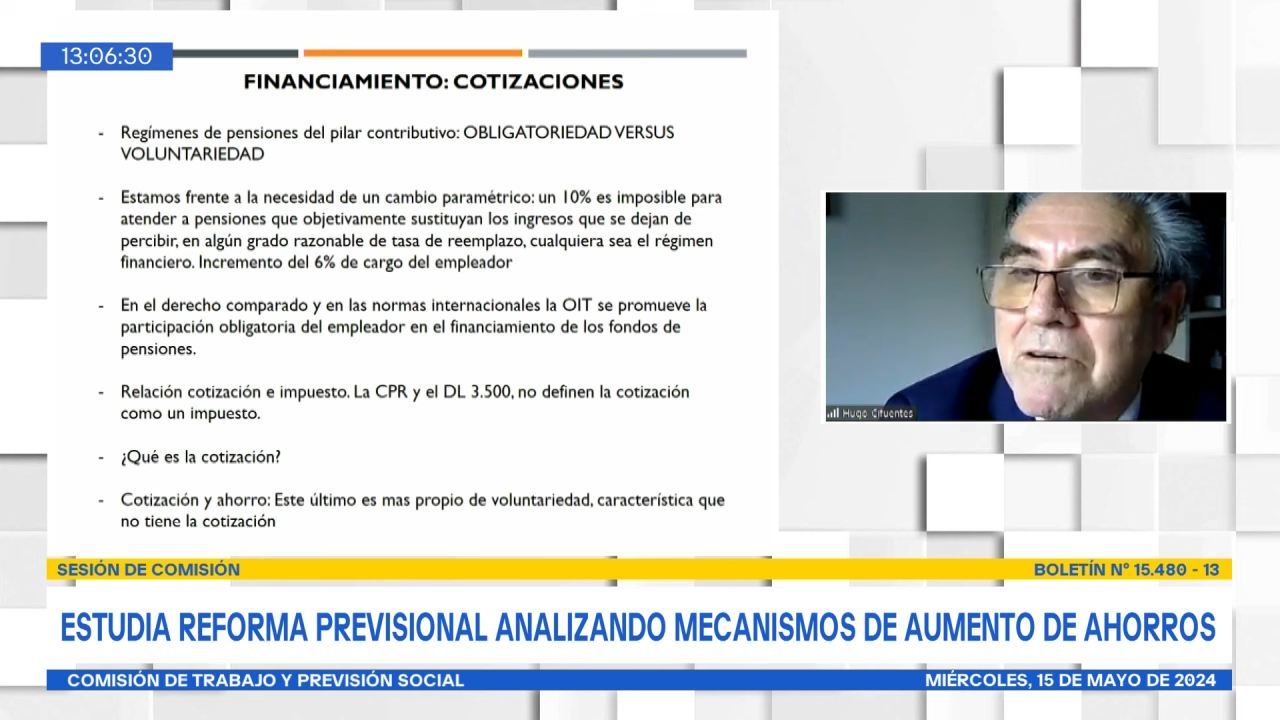 13:06:30
FINANCIAMIENTO: COTIZACIONES
- Regímenes de pensiones del pilar contributivo: OBLIGATORIEDAD VERSUS
VOLUNTARIEDAD
- Estamos frente a la necesidad de un cambio paramétrico: un 10% es imposible para
atender a pensiones que objetivamente sustituyan los ingresos que se dejan de
percibir, en algún grado razonable de tasa de reemplazo, cualquiera sea el régimen
financiero. Incremento del 6% de cargo del empleador
- En el derecho comparado y en las normas internacionales la OIT se promueve la
participación obligatoria del empleador en el financiamiento de los fondos de
pensiones.
- Relación cotización e impuesto. La CPR y el DL 3.500, no definen la cotización
como un impuesto.
- ¿Qué es la cotización?
- Cotización y ahorro: Este último es mas propio de voluntariedad, característica que
no tiene la cotización
Hugo Cifuentes
SESIÓN DE COMISIÓN
BOLETÍN N° 15.480 - 13
ESTUDIA REFORMA PREVISIONAL ANALIZANDO MECANISMOS DE AUMENTO DE AHORROS
COMISIÓN DE TRABAJO Y PREVISIÓN SOCIAL
MIÉRCOLES, 15 DE MAYO DE 2024